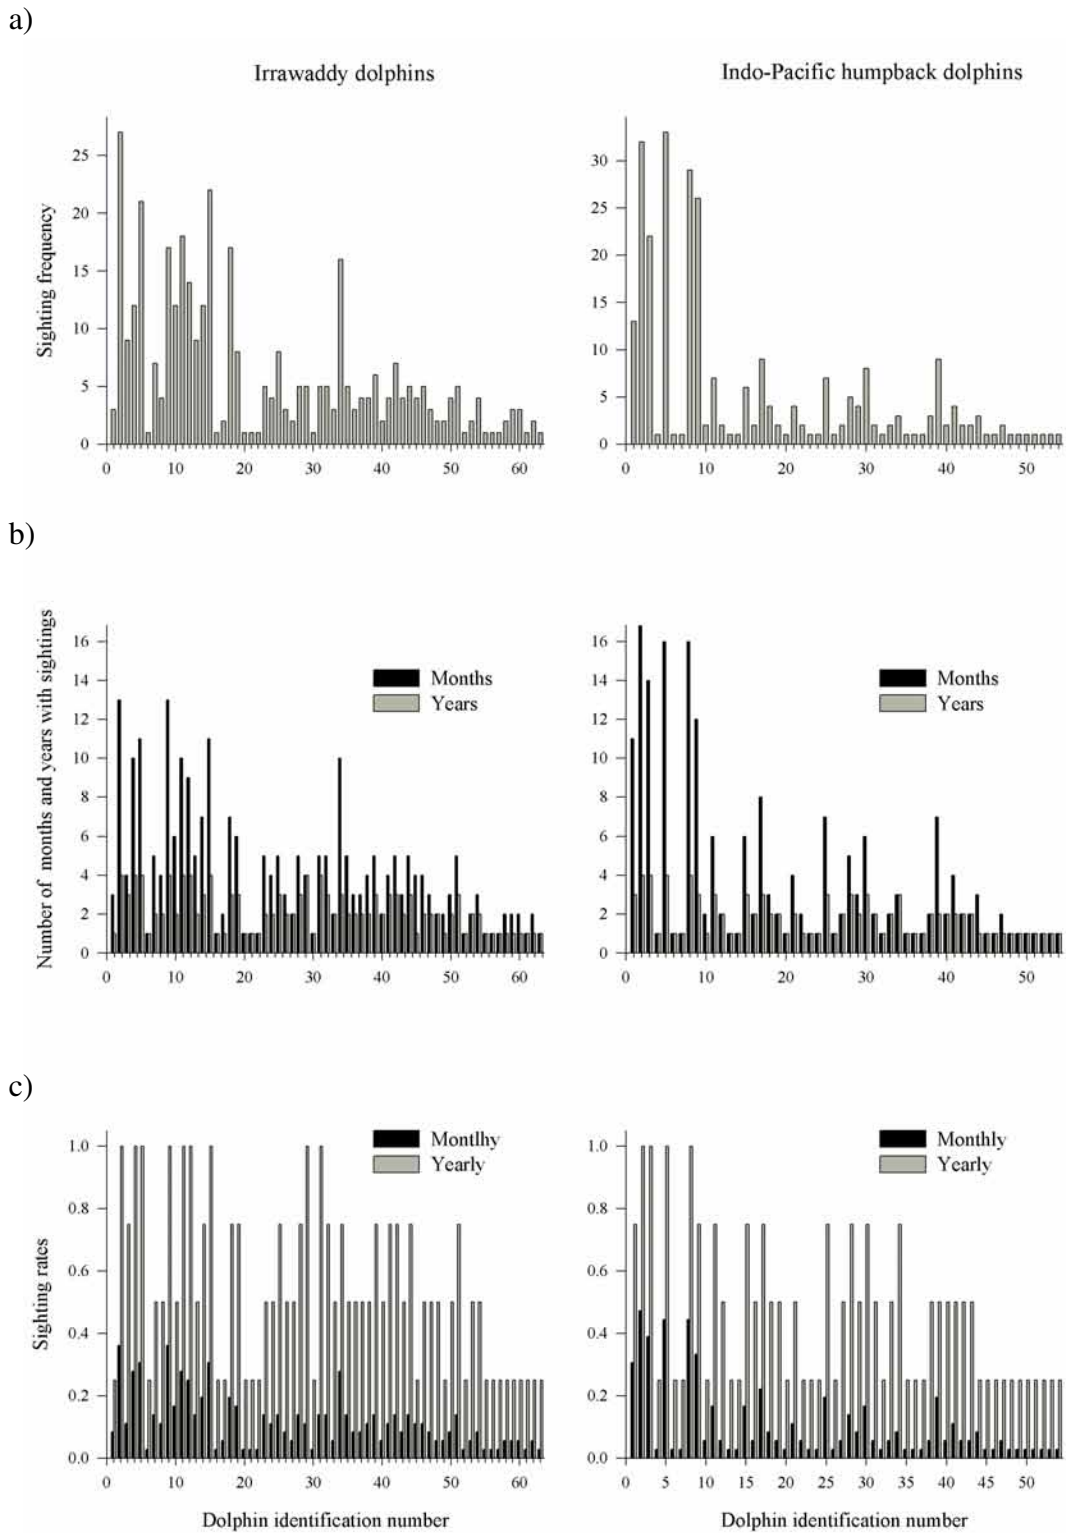 a)
Irrawaddy dolphins
Indo-Pacific humpback dolphins
Sighting frequency
25
20
15
10
5
0
0 10 20 30 40 50 60
30
25
20
15
10
5
0
0 10 20 30 40 50
b)
Number of months and years with sightings
16
14
12
10
8
6
4
2
0
Months
Years
0 10 20 30 40 50 60
16
14
12
10
8
6
4
2
0
Months
Years
0 10 20 30 40 50
c)
Sighting rates
1.0
0.8
0.6
0.4
0.2
0.0
Montlhy
Yearly
0 10 20 30 40 50 60
Dolphin identification number
1.0
0.8
0.6
0.4
0.2
0.0
Monthly
Yearly
0 5 10 15 20 25 30 35 40 45 50
Dolphin identification number